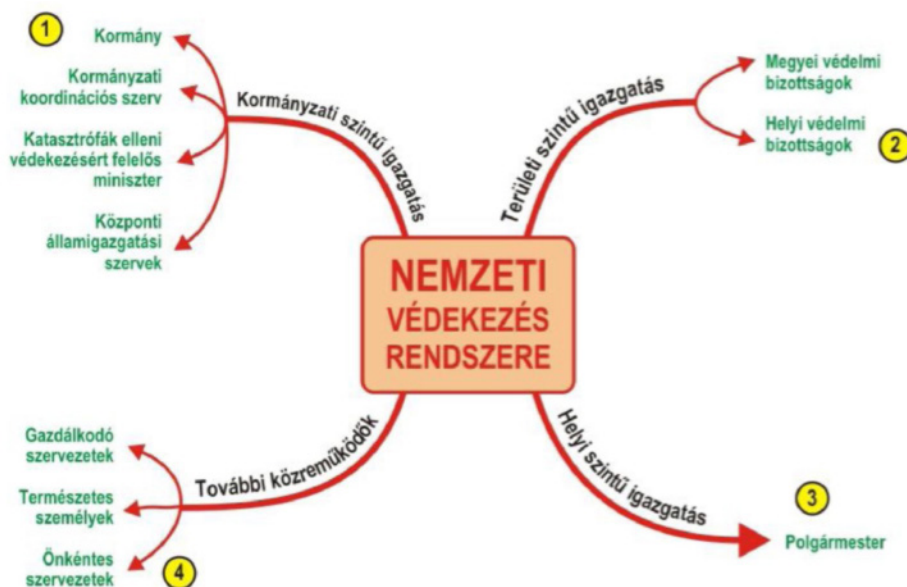 1
Kormány
Kormányzati
koordinációs szerv
Katasztrófák elleni
védekezésért felelős
miniszter
Központi
államigazgatási
szervek
Kormányzati szintű igazgatás
Területi szintű igazgatás
Megyei védelmi
bizottságok
Helyi védelmi
bizottságok
2
NEMZETI
VÉDEKEZÉS
RENDSZERE
Gazdálkodó
szervezetek
Természetes
személyek
Önkéntes
szervezetek
4
További közreműködők
Helyi szintű igazgatás
3
Polgármester